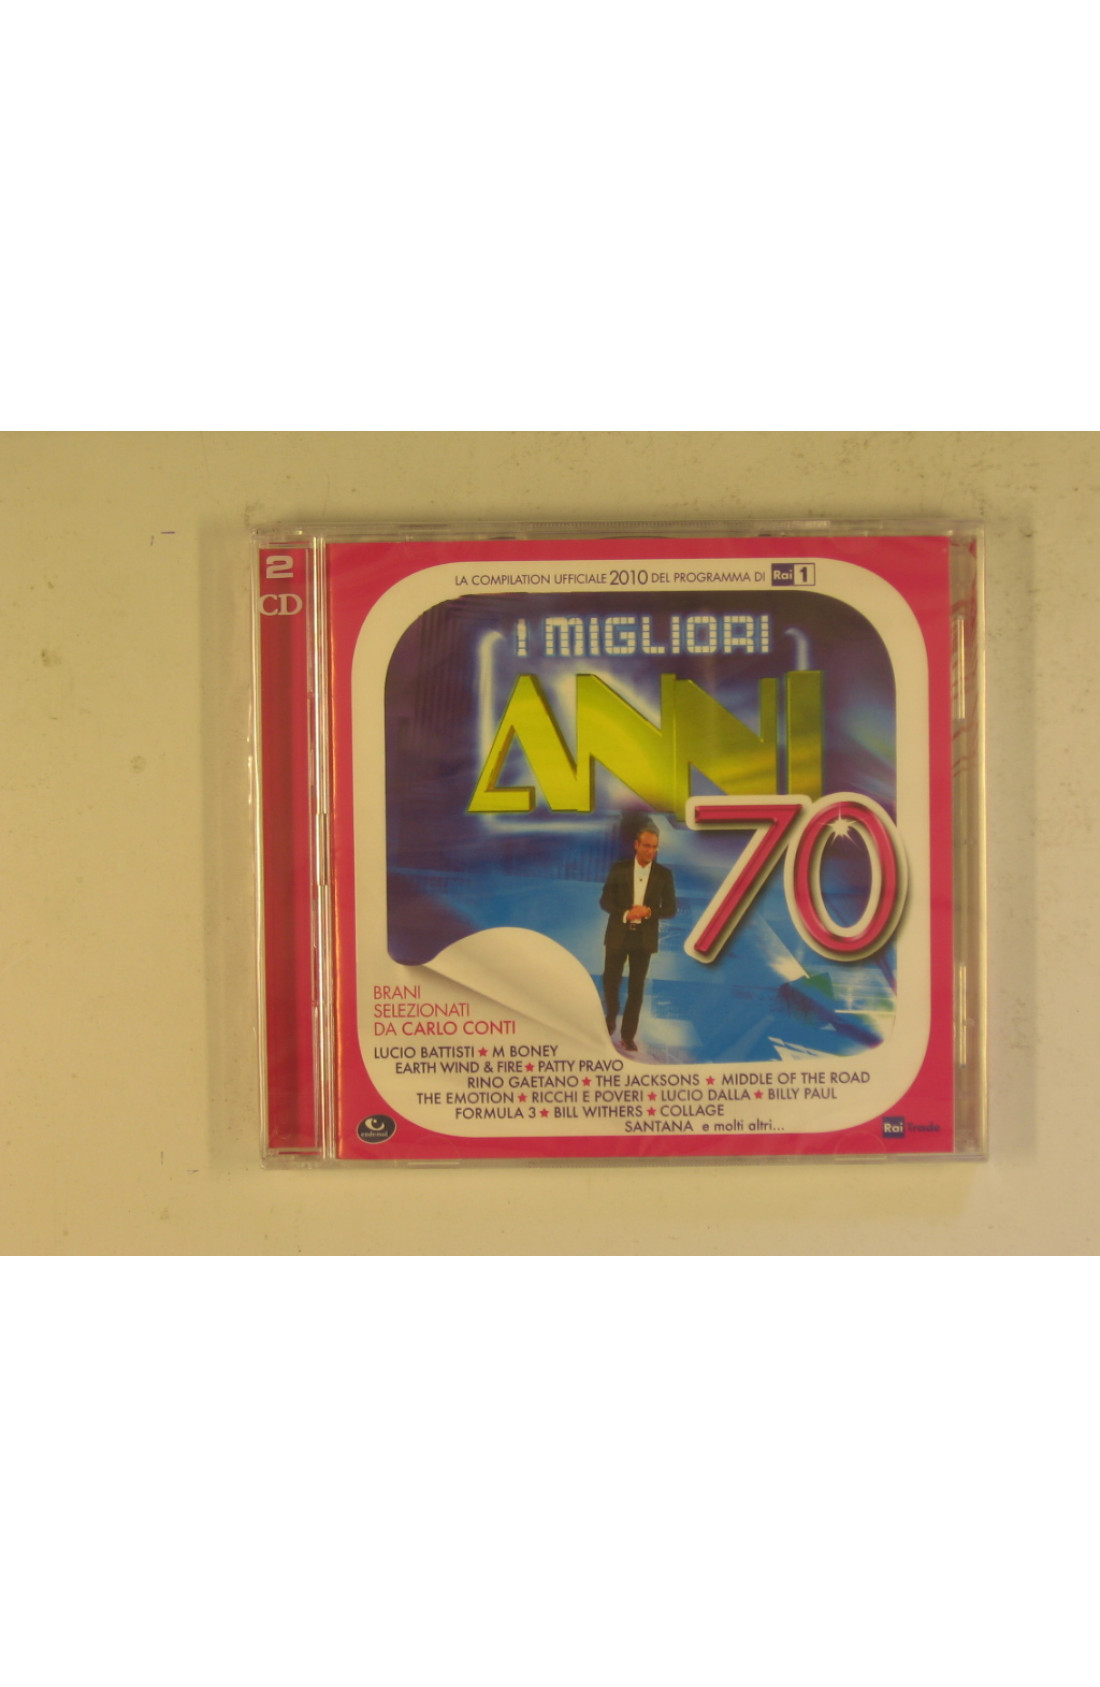 2
CD
LA COMPILATION UFFICIALE 2010 DEL PROGRAMMA DI Rai 1
I MIGLIORI
ANNI
70
BRANI
SELEZIONATI
DA CARLO CONTI
LUCIO BATTISTI ★ M BONEY
EARTH WIND & FIRE ★ PATTY PRAVO
RINO GAETANO ★ THE JACKSONS ★ MIDDLE OF THE ROAD
THE EMOTION ★ RICCHI E POVERI ★ LUCIO DALLA ★ BILLY PAUL
FORMULA 3 ★ BILL WITHERS ★ COLLAGE
SANTANA e molti altri...
endemol
Rai Trade